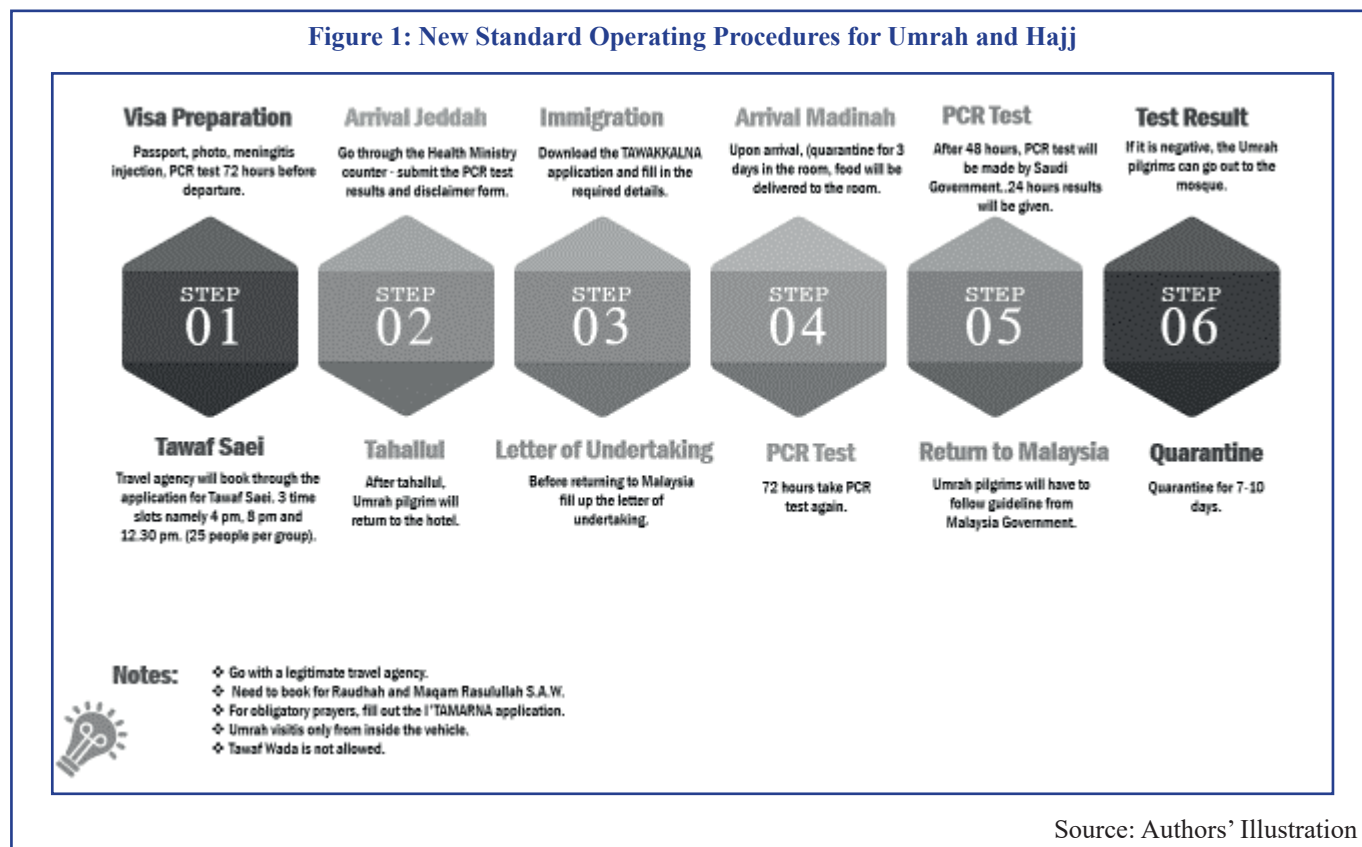 Figure 1: New Standard Operating Procedures for Umrah and Hajj
Visa Preparation
Passport, photo, meningitis
injection, PCR test 72 hours before
departure.
Arrival Jeddah
Go through the Health Ministry
counter - submit the PCR test
results and disclaimer form.
Immigration
Download the TAWAKKALNA
application and fill in the
required details.
Arrival Madinah
Upon arrival, (quarantine for 3
days in the room, food will be
delivered to the room.
PCR Test
After 48 hours, PCR test will
be made by Saudi
Government..24 hours results
will be given.
Test Result
If it is negative, the Umrah
pilgrims can go out to the
mosque.
STEP
01
STEP
02
STEP
03
STEP
04
STEP
05
STEP
06
Tawaf Saei
Travel agency will book through the
application for Tawaf Saei, 3 time
slots namely 4 pm, 8 pm and
12.30 pm. (25 people per group).
Tahallul
After tahallul,
Umrah pilgrim will
return to the hotel.
Letter of Undertaking
Before returning to Malaysia
fill up the letter of
undertaking.
PCR Test
72 hours take PCR
test again.
Return to Malaysia
Umrah pilgrims will have to
follow guideline from
Malaysia Government.
Quarantine
Quarantine for 7-10
days.
Notes:
❖ Go with a legitimate travel agency.
❖ Need to book for Raudhah and Maqam Rasulullah S.A.W.
❖ For obligatory prayers, fill out the I'TAMARNA application.
❖ Umrah visitis only from inside the vehicle.
❖ Tawaf Wada is not allowed.
Source: Authors' Illustration